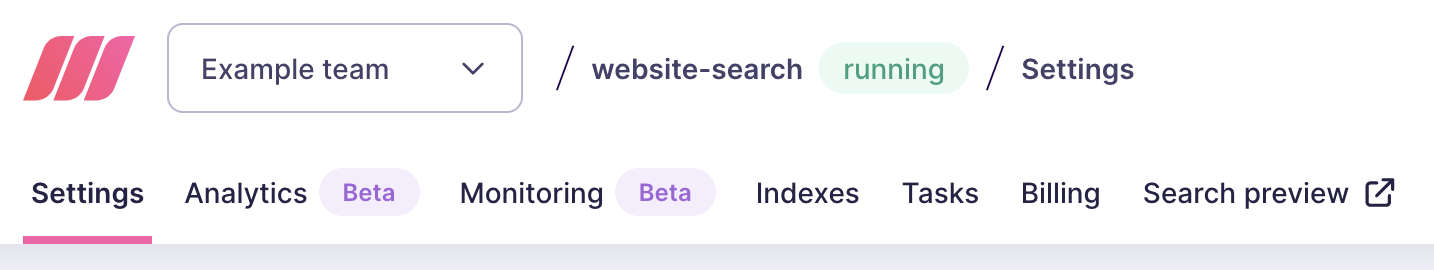 Example team / website-search running / Settings
Settings Analytics Beta Monitoring Beta Indexes Tasks Billing Search preview